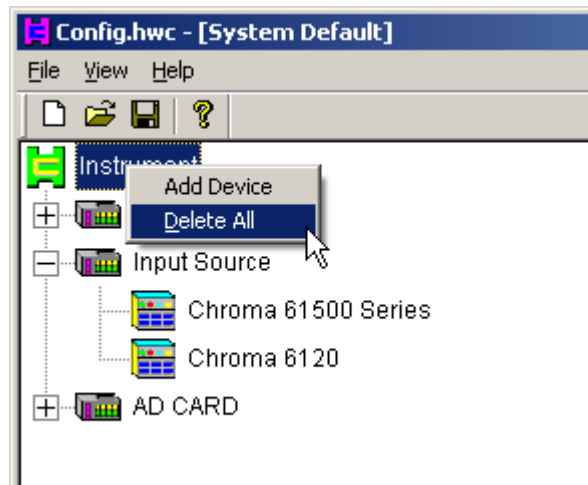 Config.hwc - [System Default]
File View Help
Instrument
Add Device
Delete All
Input Source
Chroma 61500 Series
Chroma 6120
AD CARD